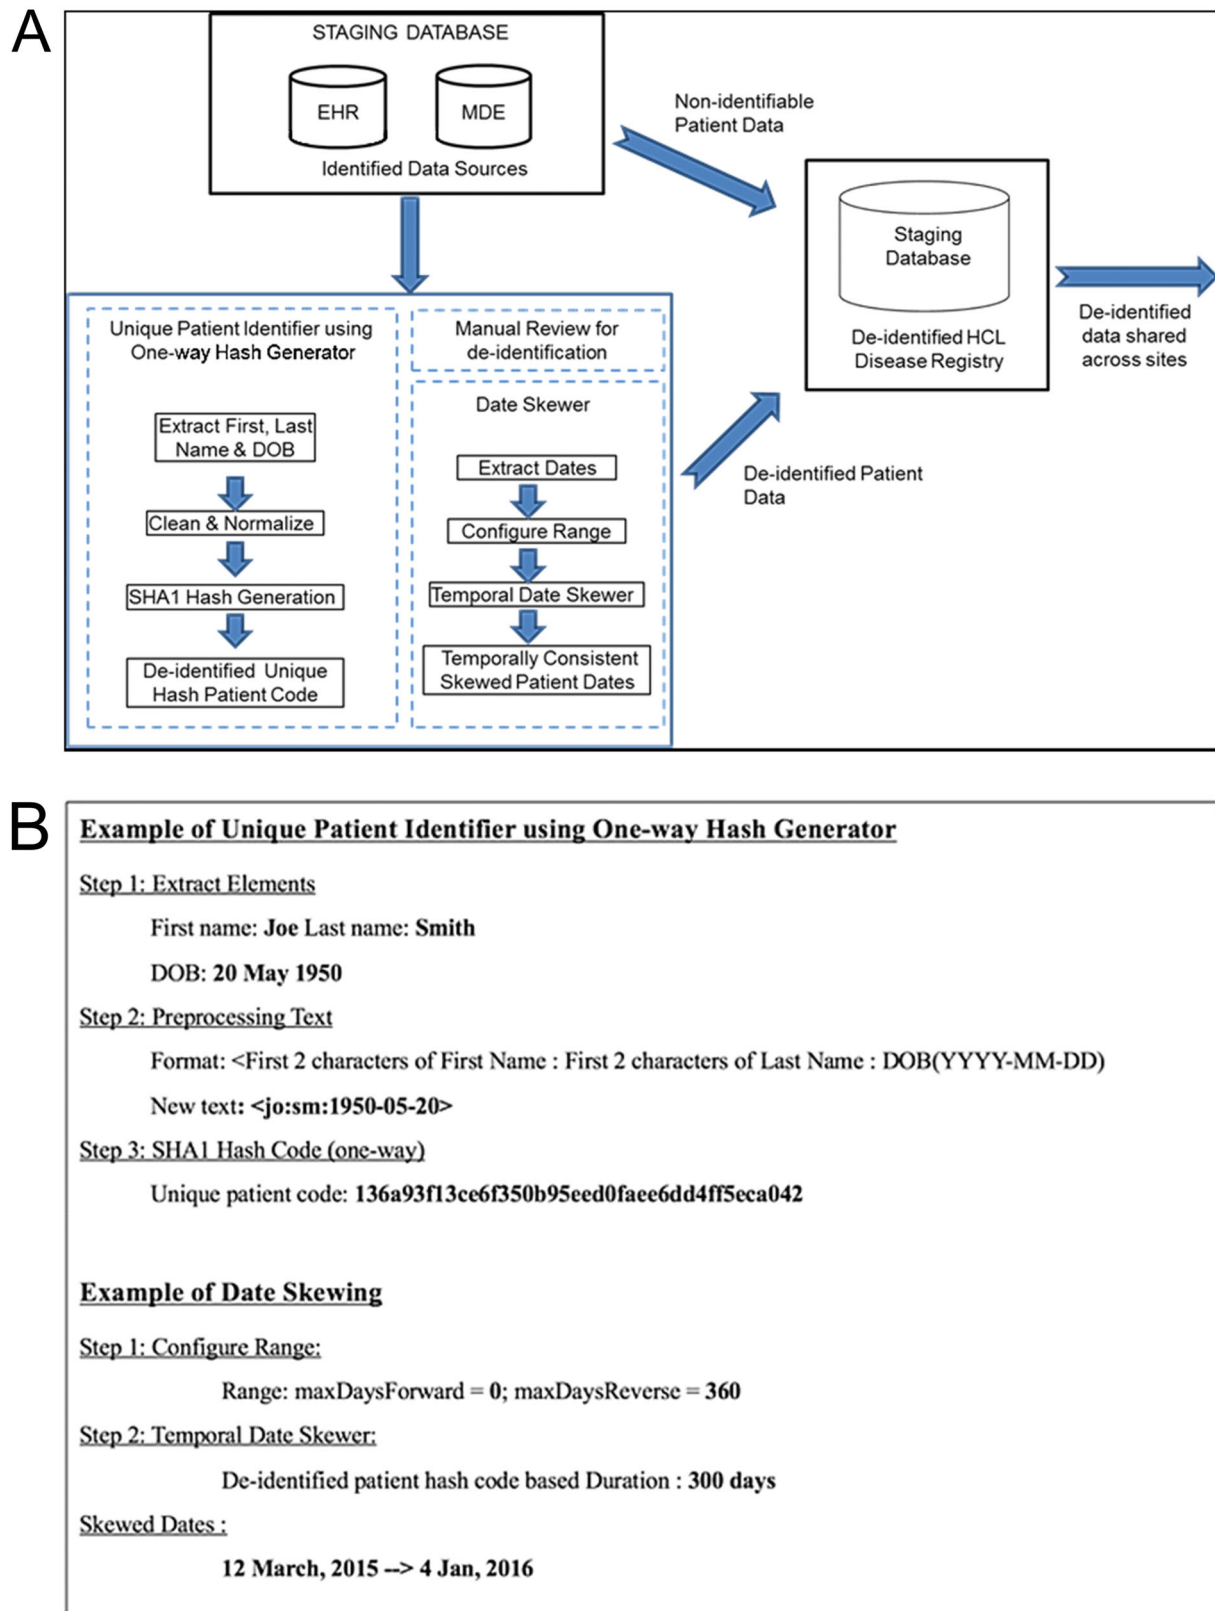 A
STAGING DATABASE
EHR
MDE
Identified Data Sources
Non-identifiable
Patient Data
Staging
Database
De-identified HCL
Disease Registry
De-identified
data shared
across sites
Unique Patient Identifier using
One-way Hash Generator
Extract First, Last
Name & DOB
Clean & Normalize
SHA1 Hash Generation
De-identified Unique
Hash Patient Code
Manual Review for
de-identification
Date Skewer
Extract Dates
Configure Range
Temporal Date Skewer
Temporally Consistent
Skewed Patient Dates
De-identified Patient
Data
B
Example of Unique Patient Identifier using One-way Hash Generator
Step 1: Extract Elements
First name: Joe Last name: Smith
DOB: 20 May 1950
Step 2: Preprocessing Text
Format: <First 2 characters of First Name : First 2 characters of Last Name : DOB(YYYY-MM-DD)
New text: <jo:sm:1950-05-20>
Step 3: SHA1 Hash Code (one-way)
Unique patient code: 136a93f13ce6f350b95eed0faee6dd4ff5eca042
Example of Date Skewing
Step 1: Configure Range:
Range: maxDaysForward = 0; maxDaysReverse = 360
Step 2: Temporal Date Skewer:
De-identified patient hash code based Duration : 300 days
Skewed Dates :
12 March, 2015 --> 4 Jan, 2016